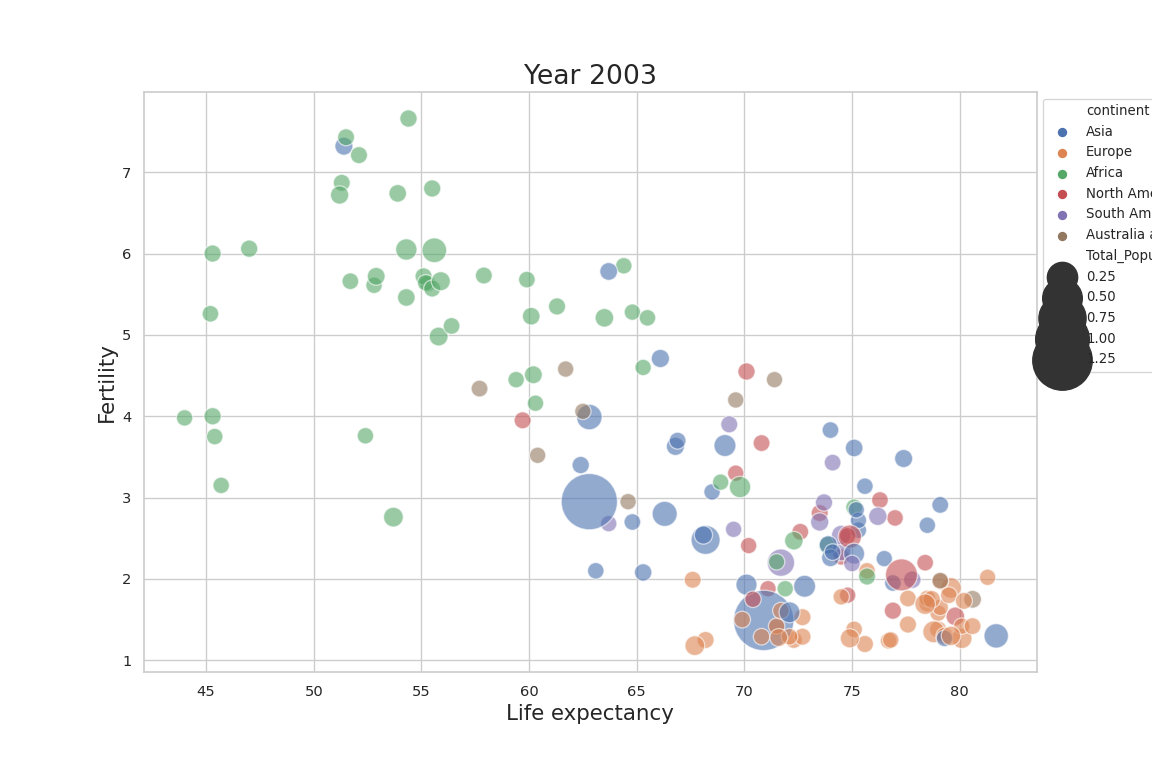 Year 2003
Fertility
7
6
5
4
3
2
1
45
50
55
60
65
70
75
80
Life expectancy
continent
Asia
Europe
Africa
North Ame
South Am
Australia a
Total_Popu
0.25
0.50
0.75
1.00
1.25